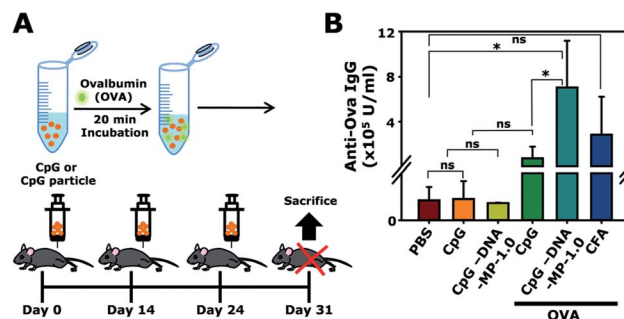 A
Ovalbumin
(OVA)
20 min
Incubation
CpG or
CpG particle
Sacrifice
Day 0
Day 14
Day 24
Day 31
B
Anti-Ova IgG
(x10⁵ U/ml)
12
8
4
0
ns
*
*
ns
ns
ns
PBS
CpG
CpG -DNA
-MP-1.0
CpG
CpG -DNA
-MP-1.0
CFA
OVA